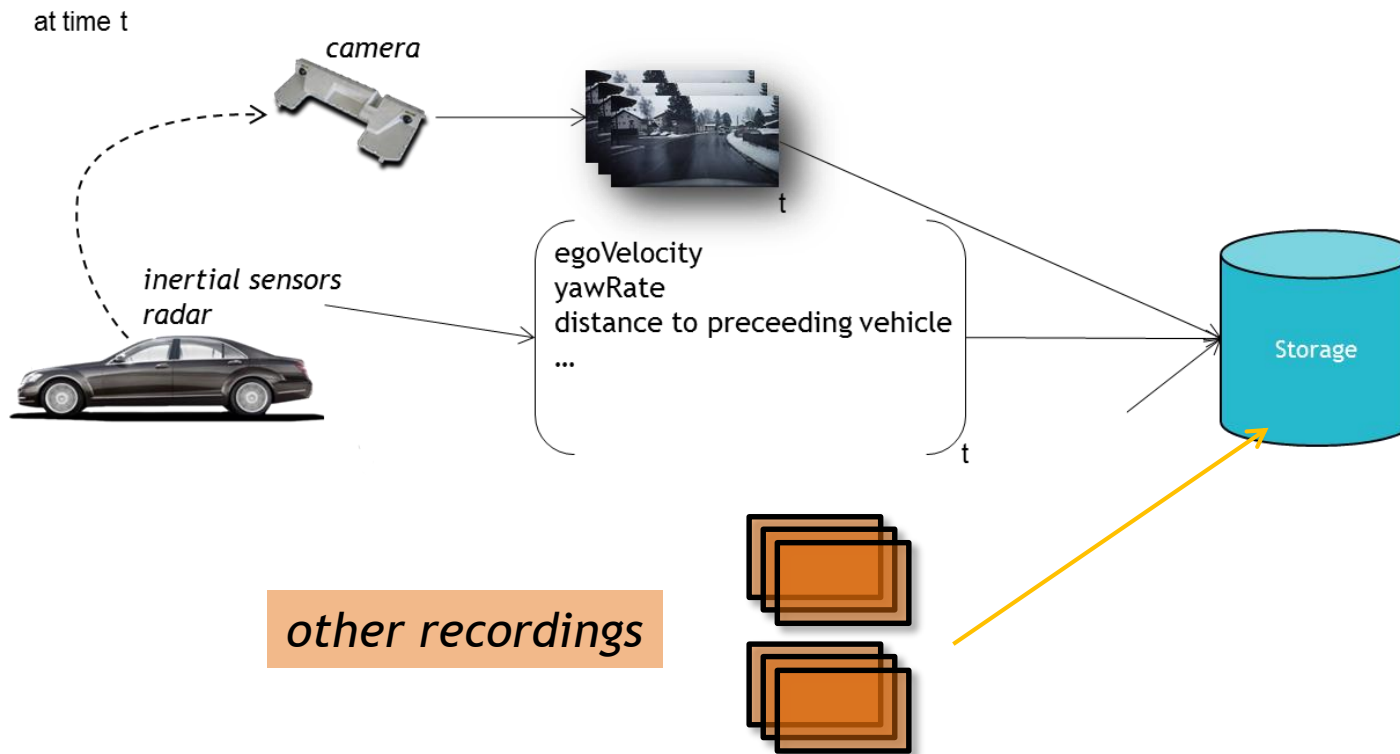 at time t
camera
t
inertial sensors
radar
egoVelocity
yawRate
distance to preceeding vehicle
...
t
Storage
other recordings